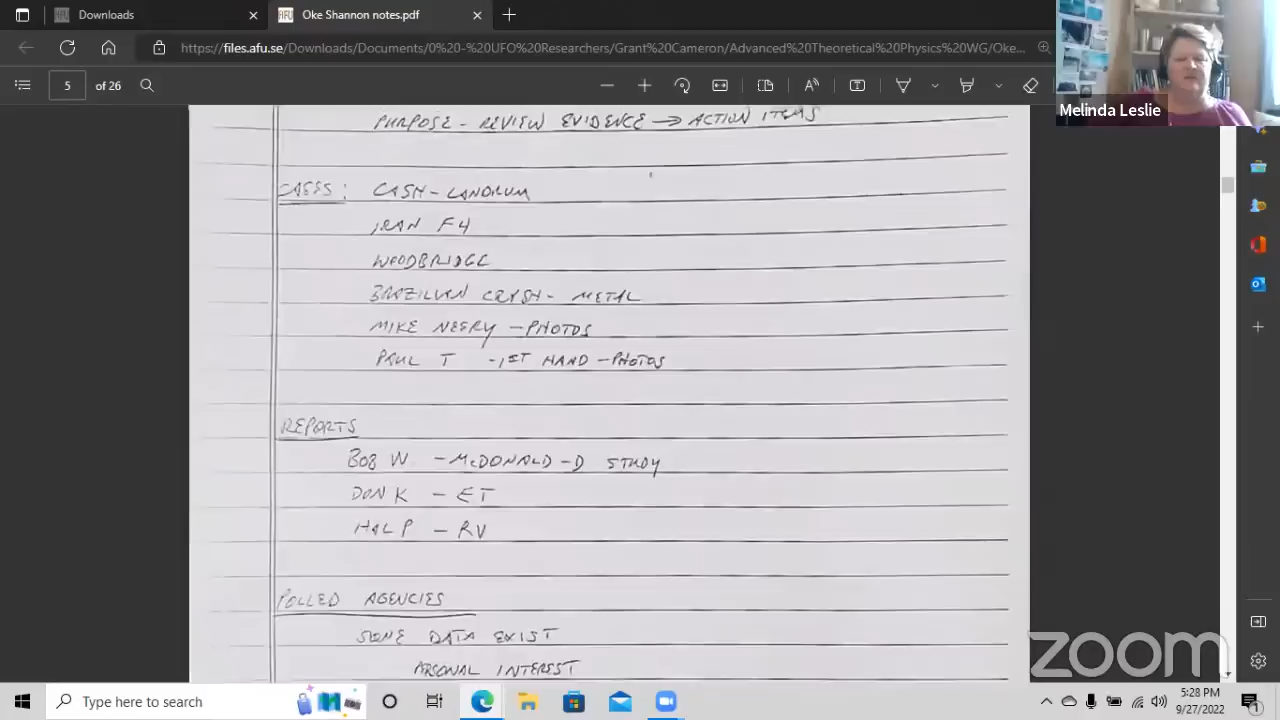 Downloads
Oke Shannon notes.pdf
https://files.afu.se/Downloads/Documents/0%20-%20UFO%20Researchers/Grant%20Cameron/Advanced%20Theoretical%20Physics%20WG/Oke...
5 of 26
Melinda Leslie
PURPOSE - REVIEW EVIDENCE → ACTION ITEMS
CASES: CASH-LANDRUM
IRAN F4
WOODBRIDGE
BRAZILIAN CRASH - METAL
MIKE NEERY - PHOTOS
PAUL T - 1ST HAND - PHOTOS
REPORTS
BOB W - McDONALD-D STUDY
DON K - ET
HAL P - RV
POLLED AGENCIES
SOME DATA EXIST
PERSONAL INTEREST
zoom
Type here to search
5:28 PM
9/27/2022